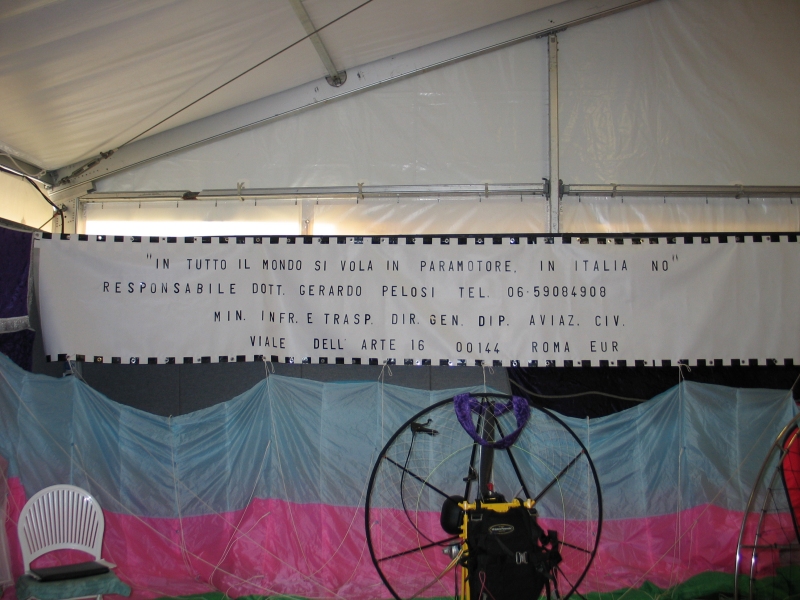 "IN TUTTO IL MONDO SI VOLA IN PARAMOTORE, IN ITALIA NO"
RESPONSABILE DOTT. GERARDO PELOSI TEL. 06-59084908
MIN. INFR. E TRASP. DIR. GEN. DIP. AVIAZ. CIV.
VIALE DELL' ARTE 16 00144 ROMA EUR